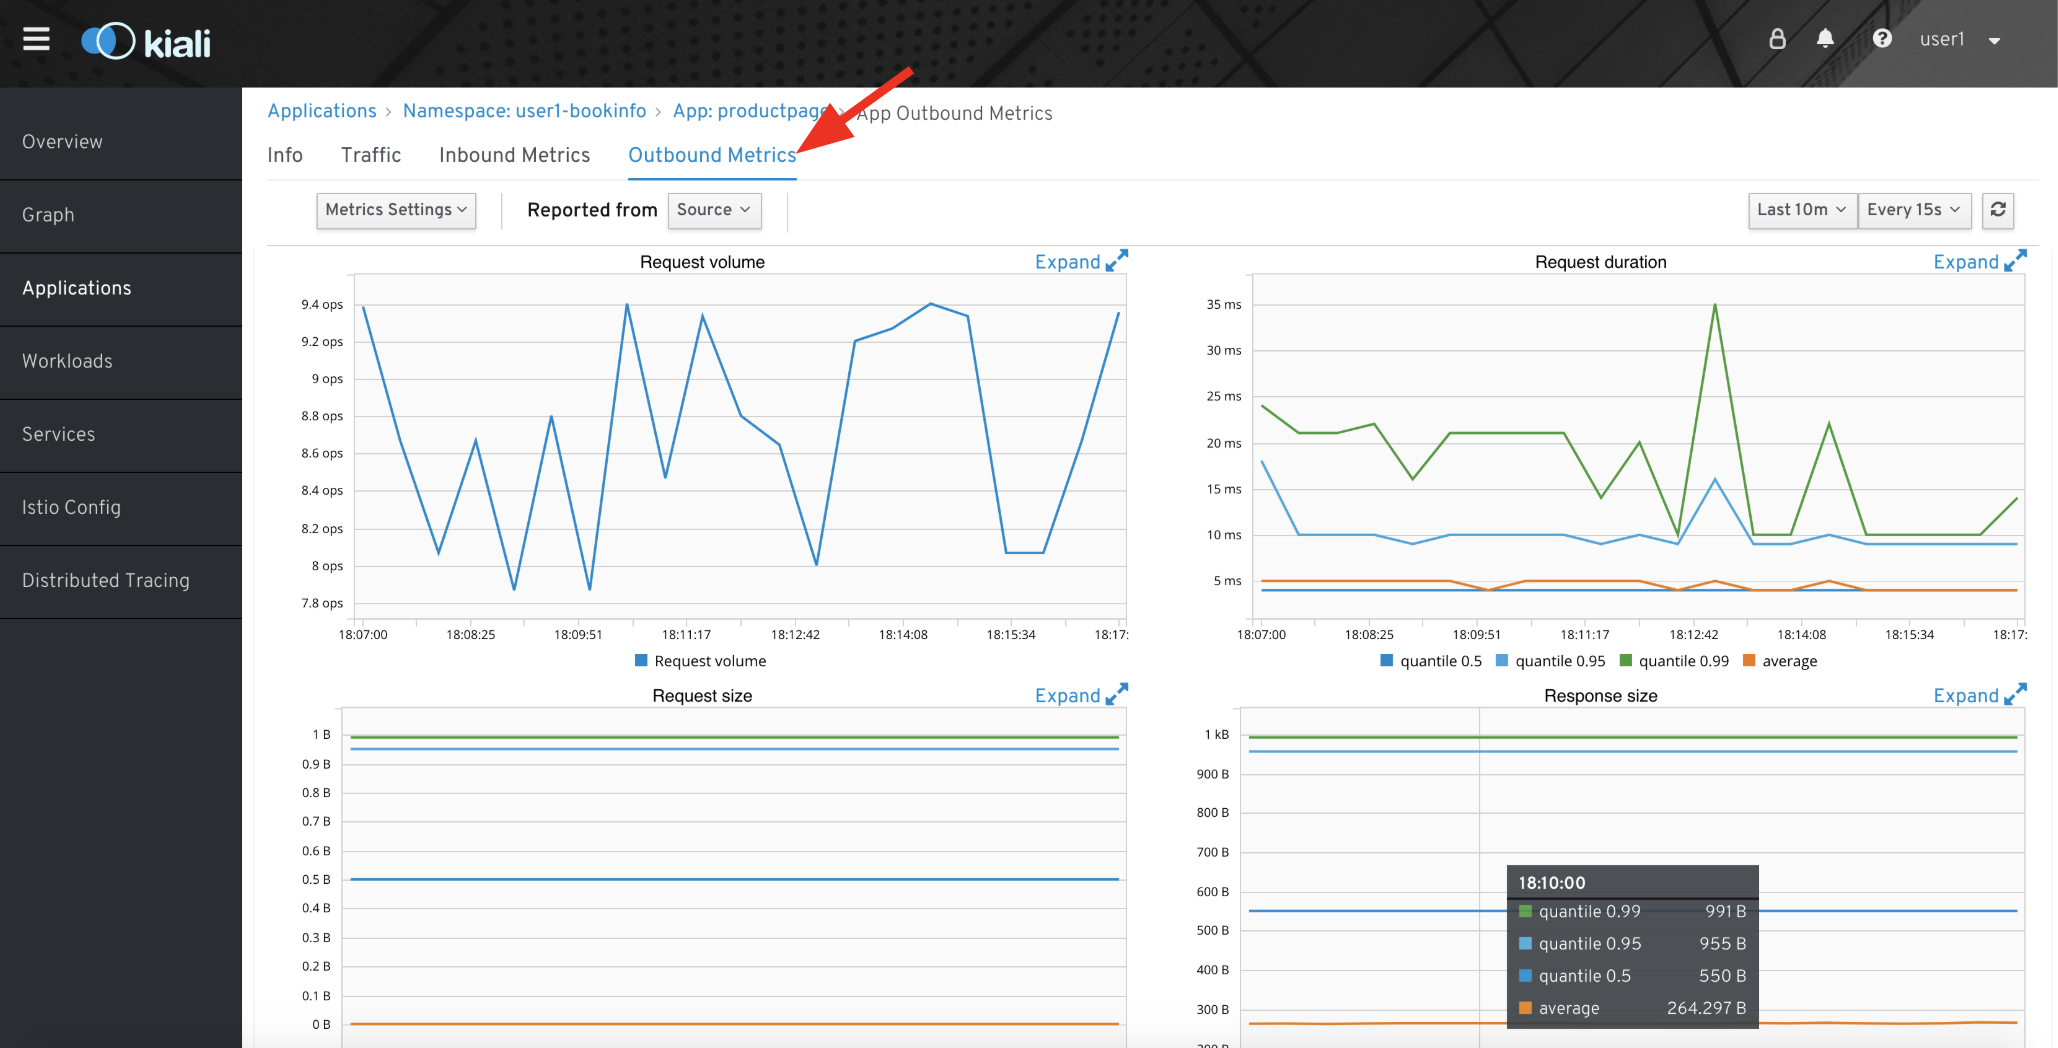 kiali
user1
Overview
Graph
Applications
Workloads
Services
Istio Config
Distributed Tracing
Applications › Namespace: user1-bookinfo › App: productpage › App Outbound Metrics
Info Traffic Inbound Metrics Outbound Metrics
Metrics Settings Reported from Source Last 10m Every 15s
Request volume Expand
9.4 ops
9.2 ops
9 ops
8.8 ops
8.6 ops
8.4 ops
8.2 ops
8 ops
7.8 ops
18:07:00 18:08:25 18:09:51 18:11:17 18:12:42 18:14:08 18:15:34 18:17:
Request volume
Request duration Expand
35 ms
30 ms
25 ms
20 ms
15 ms
10 ms
5 ms
18:07:00 18:08:25 18:09:51 18:11:17 18:12:42 18:14:08 18:15:34 18:17:
quantile 0.5 quantile 0.95 quantile 0.99 average
Request size Expand
1 B
0.9 B
0.8 B
0.7 B
0.6 B
0.5 B
0.4 B
0.3 B
0.2 B
0.1 B
0 B
Response size Expand
1 kB
900 B
800 B
700 B
600 B
500 B
400 B
300 B
200 B
18:10:00
quantile 0.99 991 B
quantile 0.95 955 B
quantile 0.5 550 B
average 264.297 B